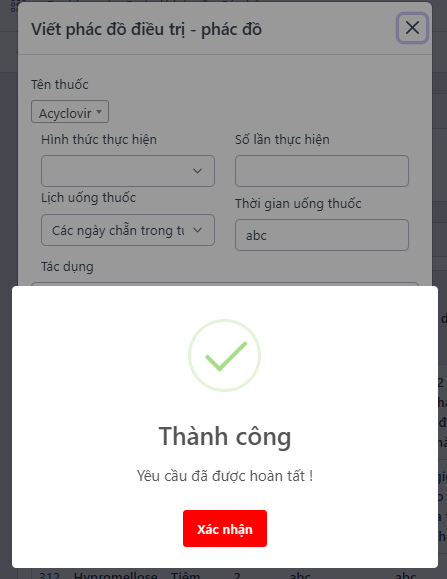 Viết phác đồ điều trị - phác đồ
Tên thuốc
Acyclovir
Hình thức thực hiện
Số lần thực hiện
Lịch uống thuốc
Thời gian uống thuốc
Các ngày chẵn trong
abc
Tác dụng
Thành công
Yêu cầu đã được hoàn tất !
Xác nhận
312 Hypromellose Tiêm 2 abc abc